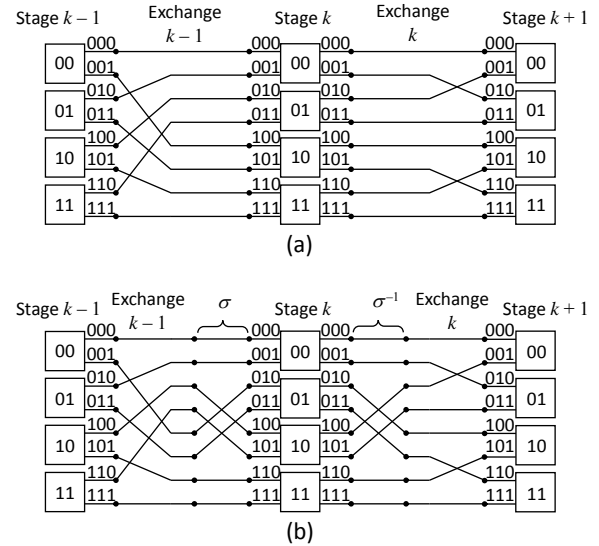 Stage k – 1 Exchange k – 1 Stage k Exchange k Stage k + 1
000 000 000 000
00 001 001 00 001 001 00
010 010 010 010
01 011 011 01 011 011 01
100 100 100 100
10 101 101 10 101 101 10
110 110 110 110
11 111 111 11 111 111 11
(a)
Stage k – 1 Exchange k – 1 σ Stage k σ⁻¹ Exchange k Stage k + 1
000 000 000 000
00 001 001 00 001 001 00
010 010 010 010
01 011 011 01 011 011 01
100 100 100 100
10 101 101 10 101 101 10
110 110 110 110
11 111 111 11 111 111 11
(b)